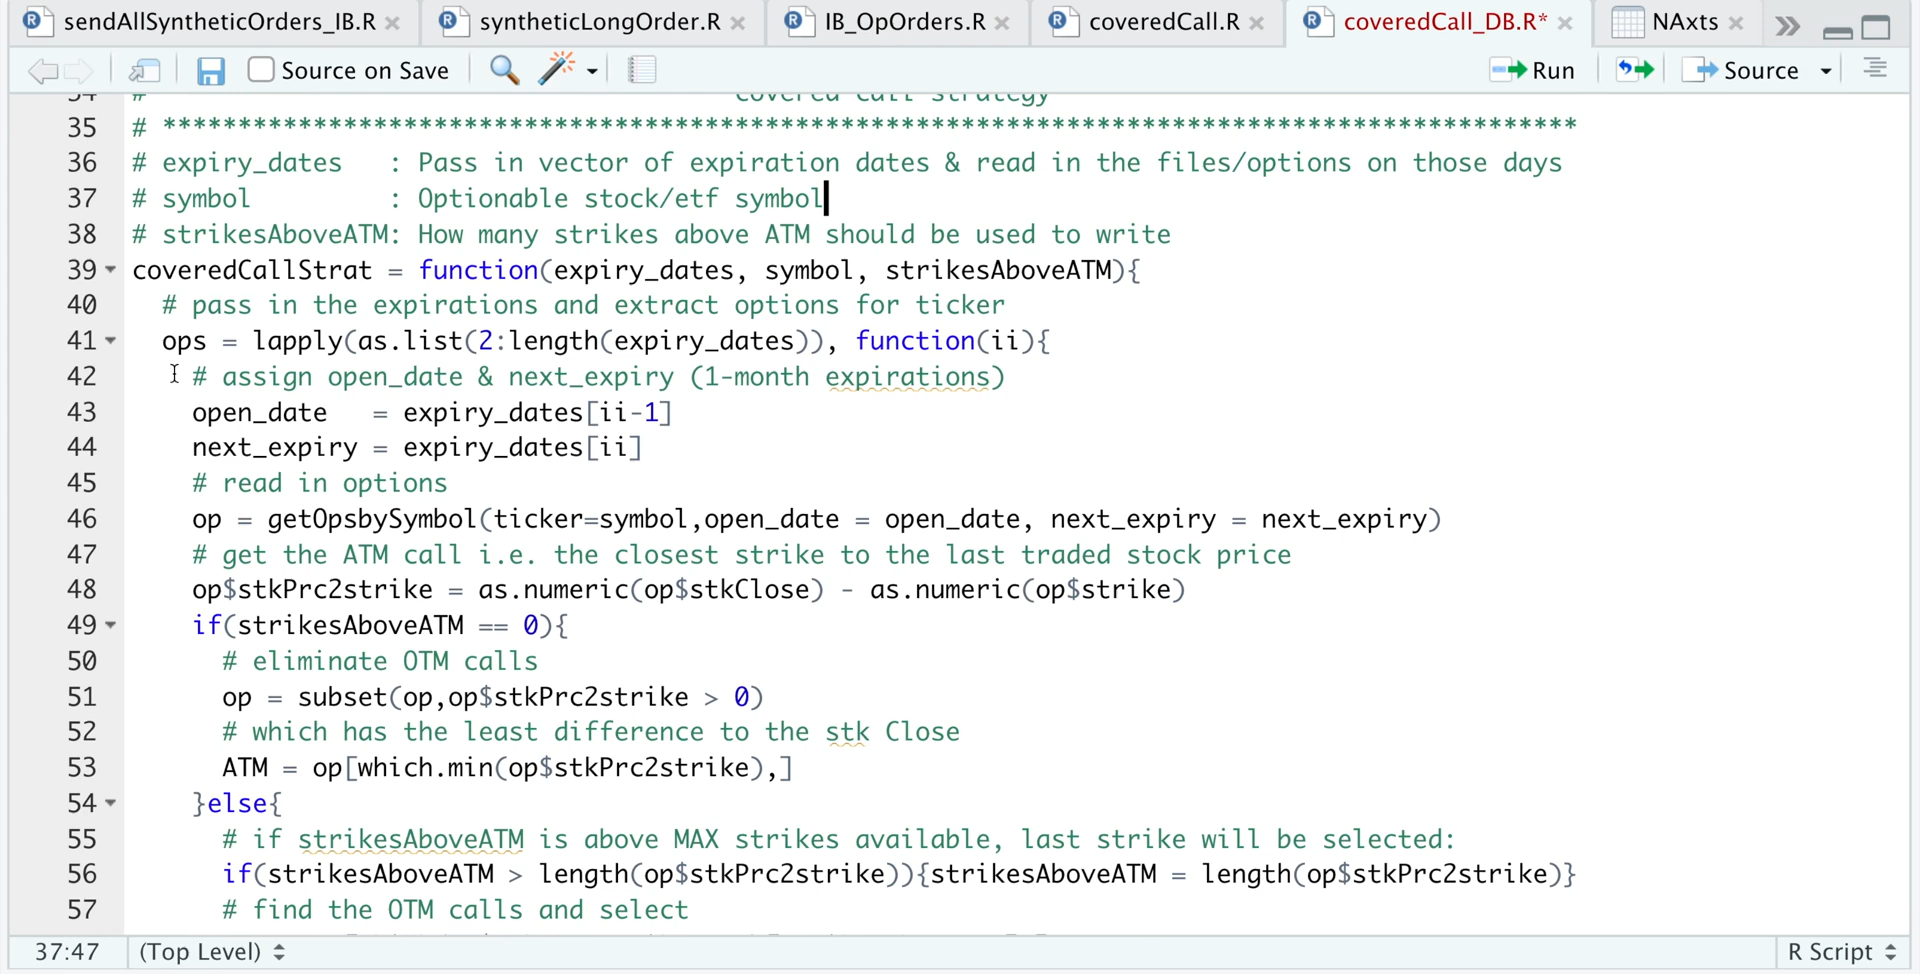 sendAllSyntheticOrders_IB.R syntheticLongOrder.R IB_OpOrders.R coveredCall.R coveredCall_DB.R* NAxts
Source on Save Run Source
34 # Covered Call Strategy
35 # **********************************************************************************************
36 # expiry_dates   : Pass in vector of expiration dates & read in the files/options on those days
37 # symbol         : Optionable stock/etf symbol
38 # strikesAboveATM: How many strikes above ATM should be used to write
39 coveredCallStrat = function(expiry_dates, symbol, strikesAboveATM){
40   # pass in the expirations and extract options for ticker
41   ops = lapply(as.list(2:length(expiry_dates)), function(ii){
42     # assign open_date & next_expiry (1-month expirations)
43     open_date   = expiry_dates[ii-1]
44     next_expiry = expiry_dates[ii]
45     # read in options
46     op = getOpsbySymbol(ticker=symbol,open_date = open_date, next_expiry = next_expiry)
47     # get the ATM call i.e. the closest strike to the last traded stock price
48     op$stkPrc2strike = as.numeric(op$stkClose) - as.numeric(op$strike)
49     if(strikesAboveATM == 0){
50       # eliminate OTM calls
51       op = subset(op,op$stkPrc2strike > 0)
52       # which has the least difference to the stk Close
53       ATM = op[which.min(op$stkPrc2strike),]
54     }else{
55       # if strikesAboveATM is above MAX strikes available, last strike will be selected:
56       if(strikesAboveATM > length(op$stkPrc2strike)){strikesAboveATM = length(op$stkPrc2strike)}
57       # find the OTM calls and select
37:47 (Top Level) R Script